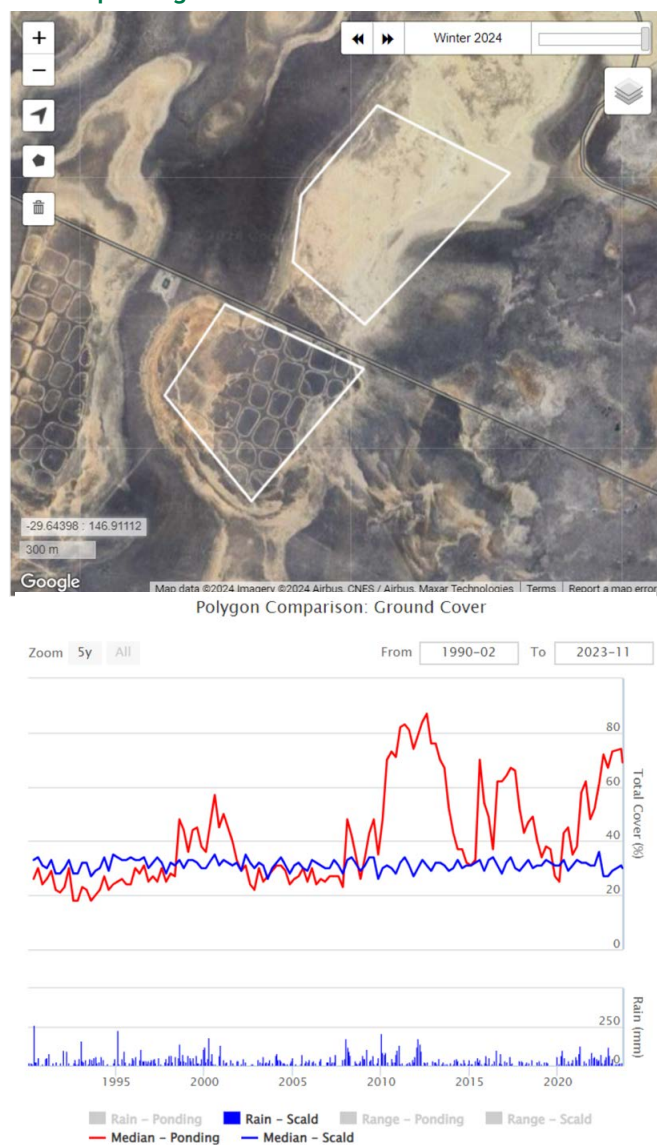 +
Winter 2024
−
-29.64398 : 146.91112
300 m
Google
Map data ©2024 Imagery ©2024 Airbus, CNES / Airbus, Maxar Technologies Terms Report a map error
Polygon Comparison: Ground Cover
Zoom 5y All From 1990-02 To 2023-11
80
60
40
20
0
Total Cover (%)
250
0
Rain (mm)
1995 2000 2005 2010 2015 2020
Rain – Ponding Rain – Scald Range – Ponding Range – Scald
Median – Ponding Median – Scald